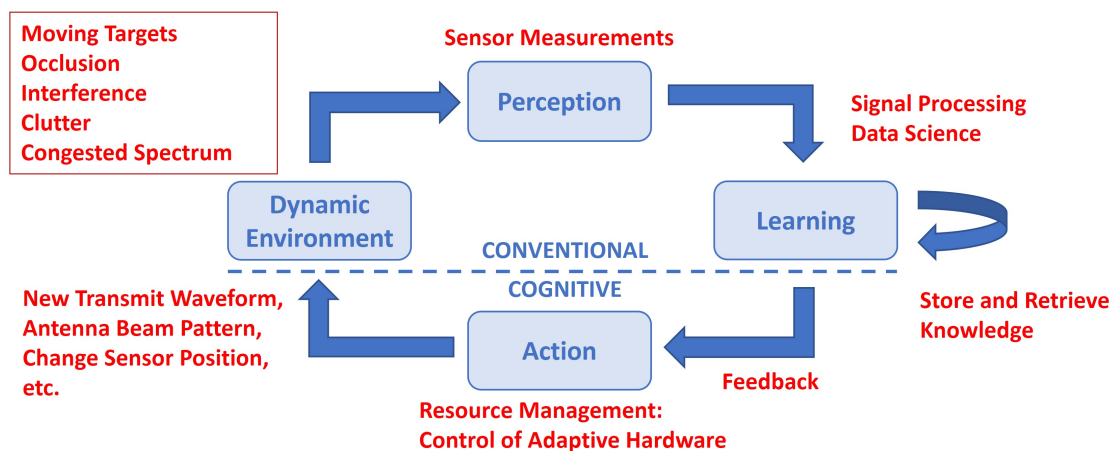 Moving Targets
Occlusion
Interference
Clutter
Congested Spectrum
Sensor Measurements
Perception
Signal Processing
Data Science
Dynamic
Environment
Learning
CONVENTIONAL
COGNITIVE
Store and Retrieve
Knowledge
New Transmit Waveform,
Antenna Beam Pattern,
Change Sensor Position,
etc.
Action
Feedback
Resource Management:
Control of Adaptive Hardware